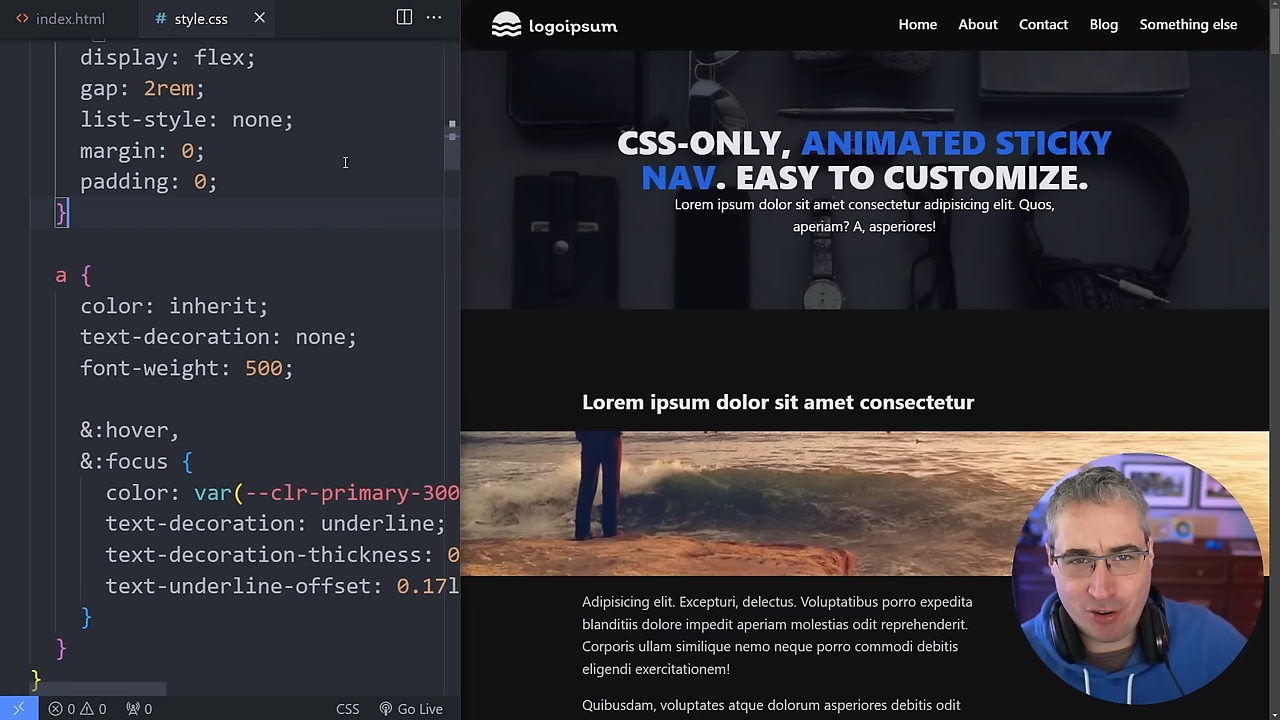 index.html
style.css
display: flex;
gap: 2rem;
list-style: none;
margin: 0;
padding: 0;
}
a {
color: inherit;
text-decoration: none;
font-weight: 500;
&:hover,
&:focus {
color: var(--clr-primary-300
text-decoration: underline;
text-decoration-thickness: 0
text-underline-offset: 0.17l
}
}
}
0 0 0 CSS Go Live
logoipsum
Home About Contact Blog Something else
CSS-ONLY, ANIMATED STICKY
NAV. EASY TO CUSTOMIZE.
Lorem ipsum dolor sit amet consectetur adipisicing elit. Quos,
aperiam? A, asperiores!
Lorem ipsum dolor sit amet consectetur
Adipisicing elit. Excepturi, delectus. Voluptatibus porro expedita
blanditiis dolore impedit aperiam molestias odit reprehenderit.
Corporis ullam similique nemo neque porro commodi debitis
eligendi exercitationem!
Quibusdam, voluptates atque dolorum asperiores debitis odit